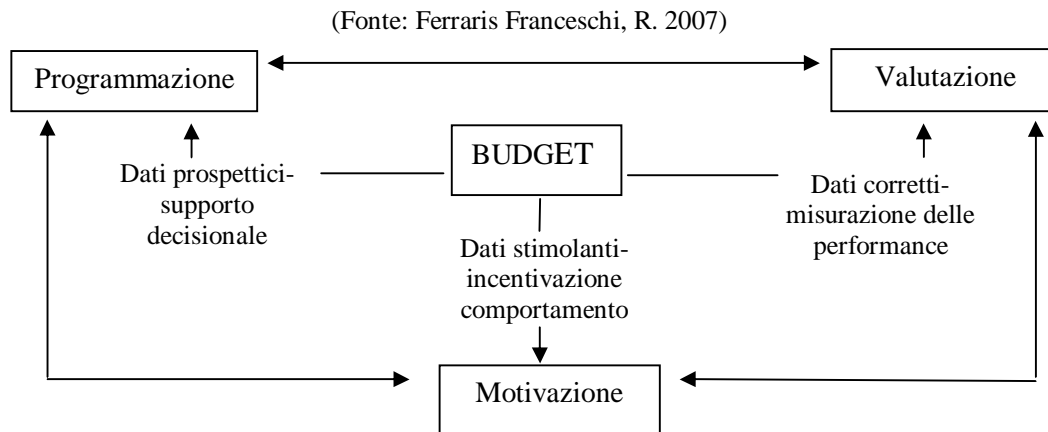 (Fonte: Ferraris Franceschi, R. 2007)
Programmazione
Valutazione
BUDGET
Dati prospettici-
supporto
decisionale
Dati corretti-
misurazione delle
performance
Dati stimolanti-
incentivazione
comportamento
Motivazione